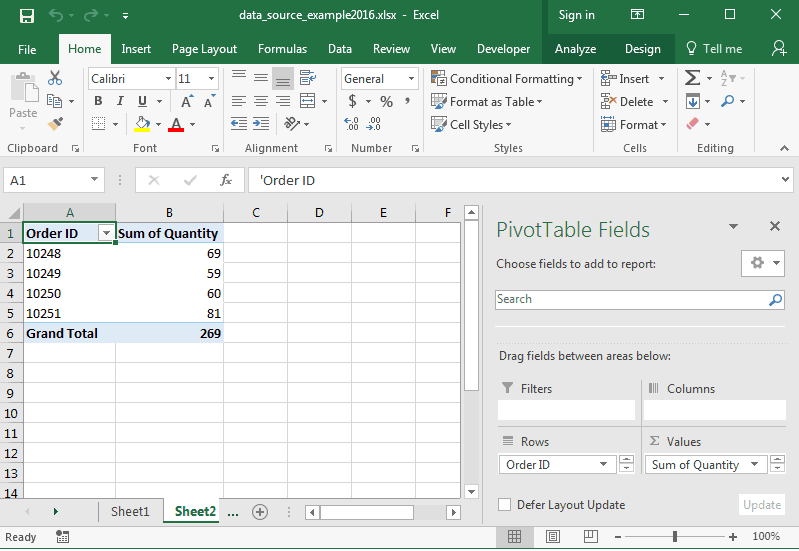 data_source_example2016.xlsx - Excel
Sign in
File Home Insert Page Layout Formulas Data Review View Developer Analyze Design Tell me
Paste
Clipboard
Calibri 11
B I U A A
A
Font
Alignment
General
$ % ,
.00 .0
.0 .00
Number
Conditional Formatting
Format as Table
Cell Styles
Styles
Insert
Delete
Format
Cells
Σ A Z
Editing
A1 fx 'Order ID
A B C D E F
1 Order ID Sum of Quantity
2 10248 69
3 10249 59
4 10250 60
5 10251 81
6 Grand Total 269
7
8
9
10
11
12
13
14
PivotTable Fields
Choose fields to add to report:
Search
Drag fields between areas below:
Filters Columns
Rows Σ Values
Order ID Sum of Quantity
Defer Layout Update Update
Sheet1 Sheet2 ...
Ready 100%